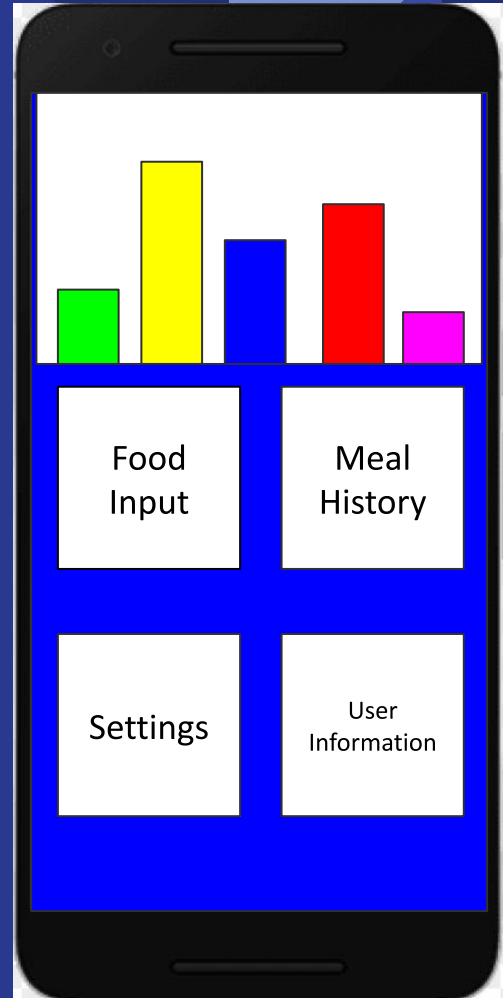 Food
Input
Meal
History
Settings
User
Information